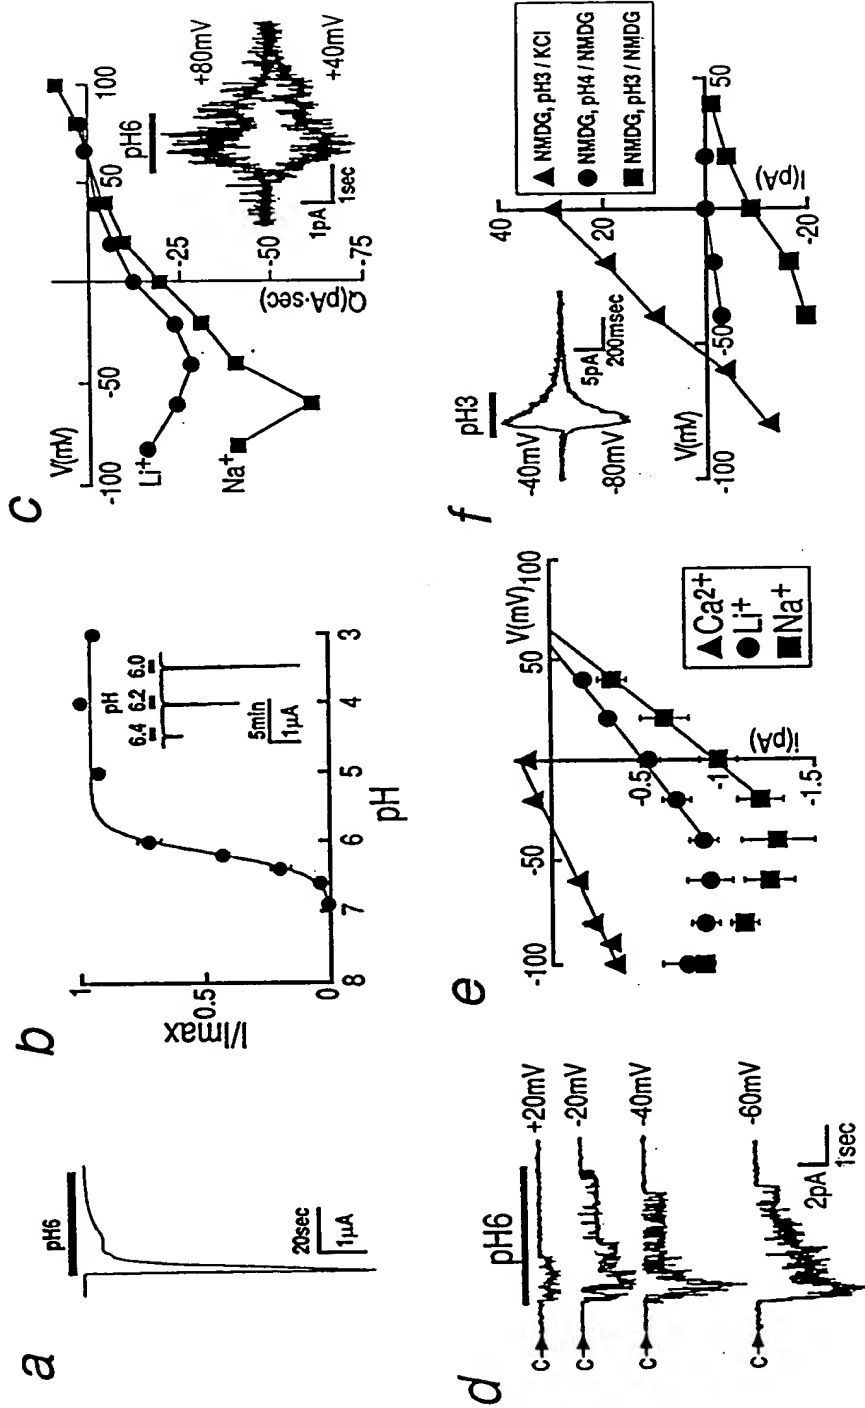 a
pH6
20sec
1µA
b
I/Imax
1
0.5
0
8
7
6
5
4
3
pH
6.4
6.2
6.0
pH
5min
1µA
c
V(mV)
-100
-50
50
100
Li+
Na+
-25
-50
-75
Q(pA·sec)
pH6
+80mV
+40mV
1pA
1sec
d
pH6
C
+20mV
C
-20mV
C
-40mV
C
-60mV
2pA
1sec
e
V(mV)
-100
-50
50
100
-0.5
-1
-1.5
i(pA)
Ca2+
Li+
Na+
f
pH3
-40mV
-80mV
5pA
200msec
40
20
-20
V(mV)
-100
-50
50
I(pA)
NMDG, pH3 / KCl
NMDG, pH4 / NMDG
NMDG, pH3 / NMDG